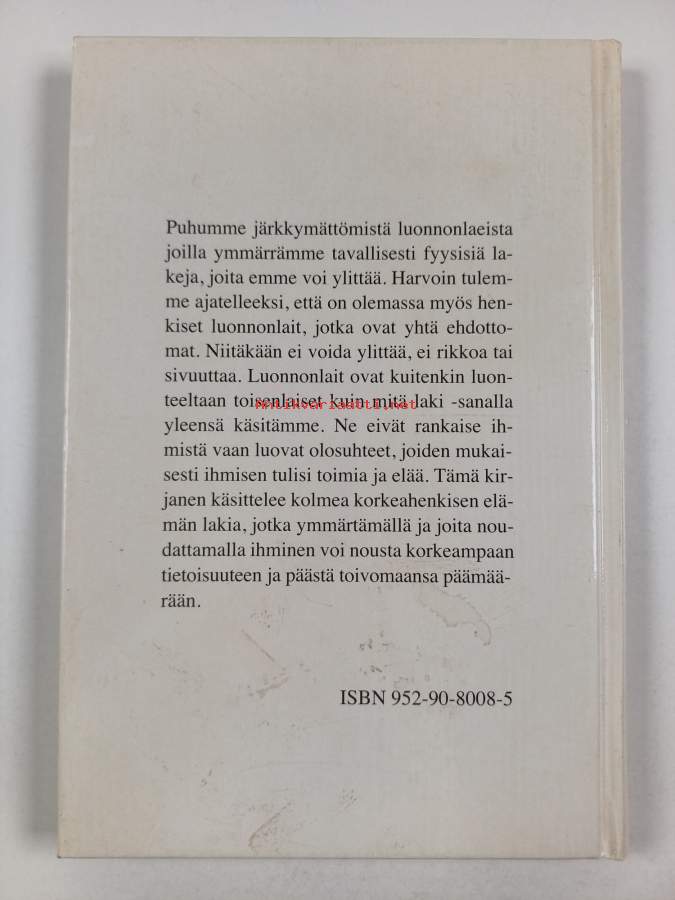 Puhumme järkkymättömistä luonnonlaeista
joilla ymmärrämme tavallisesti fyysisiä la-
keja, joita emme voi ylittää. Harvoin tulem-
me ajatelleeksi, että on olemassa myös hen-
kiset luonnonlait, jotka ovat yhtä ehdotto-
mat. Niitäkään ei voida ylittää, ei rikkoa tai
sivuuttaa. Luonnonlait ovat kuitenkin luon-
teeltaan toisenlaiset kuin mitä laki -sanalla
Antikvariaatti.net
yleensä käsitämme. Ne eivät rankaise ih-
mistä vaan luovat olosuhteet, joiden mukai-
sesti ihmisen tulisi toimia ja elää. Tämä kir-
janen käsittelee kolmea korkeahenkisen elä-
män lakia, jotka ymmärtämällä ja joita nou-
dattamalla ihminen voi nousta korkeampaan
tietoisuuteen ja päästä toivomaansa päämää-
rään.
ISBN 952-90-8008-5